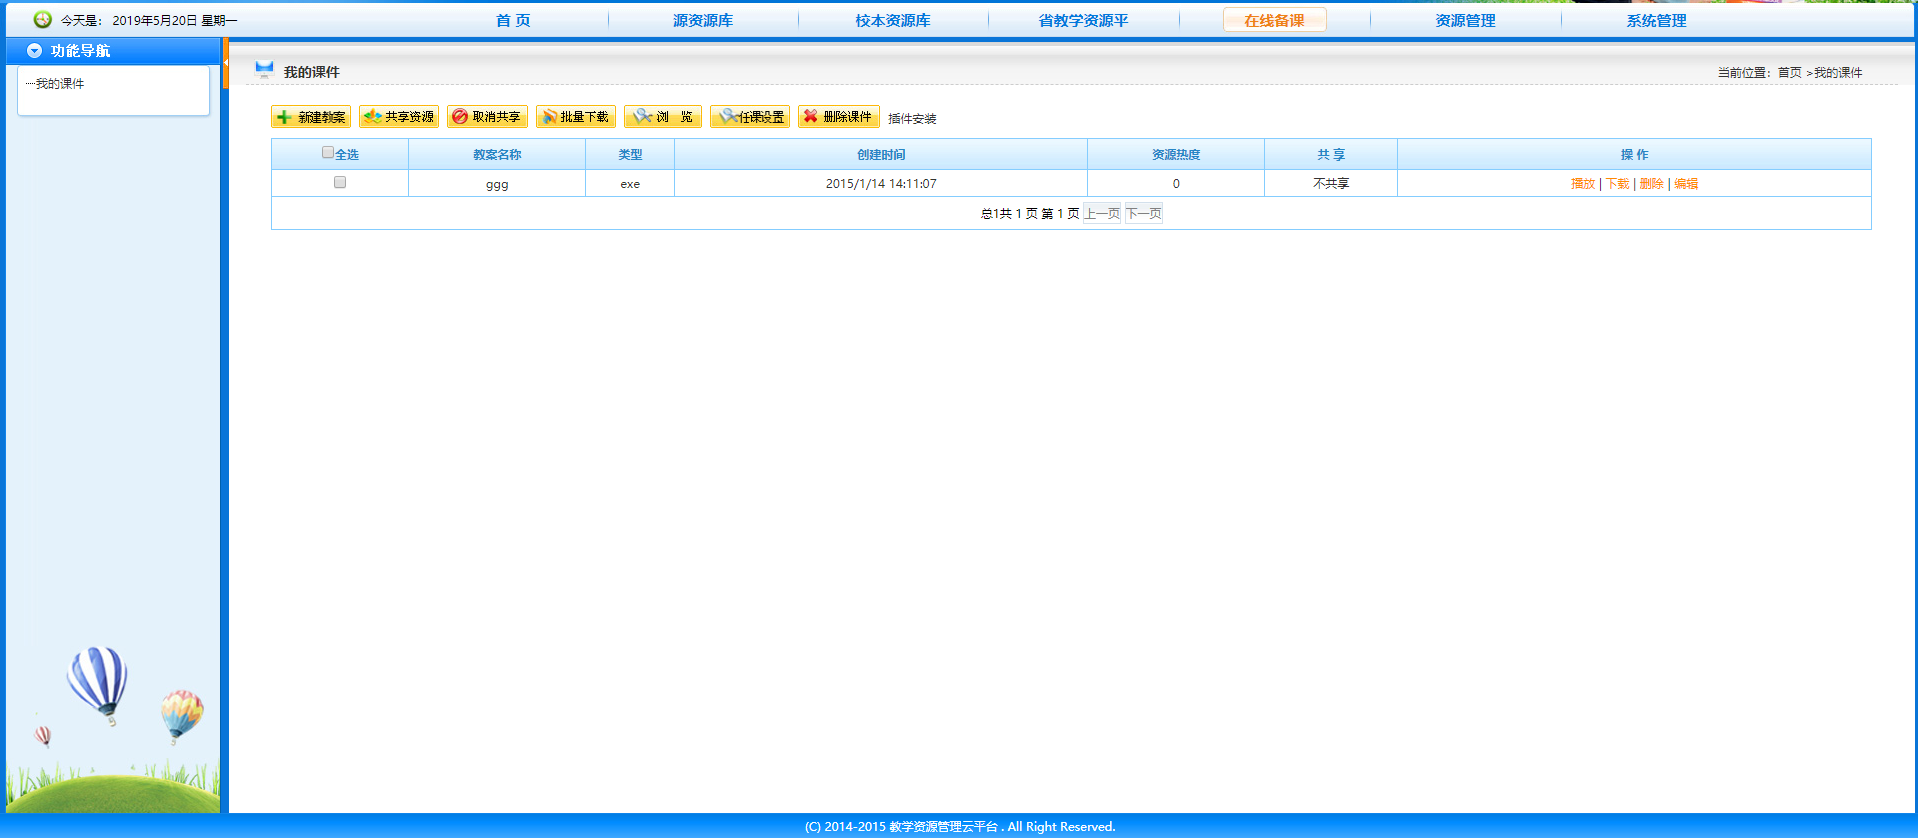 今天是： 2019年5月20日 星期一 首 页 源资源库 校本资源库 省教学资源平 在线备课 资源管理 系统管理
功能导航
我的课件
我的课件 当前位置：首页 >我的课件
新建教案 共享资源 取消共享 批量下载 浏 览 任课设置 删除课件 插件安装
全选 教案名称 类型 创建时间 资源热度 共 享 操 作
ggg exe 2015/1/14 14:11:07 0 不共享 播放 | 下载 | 删除 | 编辑
总1共 1 页 第 1 页 上一页 下一页
(C) 2014-2015 教学资源管理云平台 . All Right Reserved.